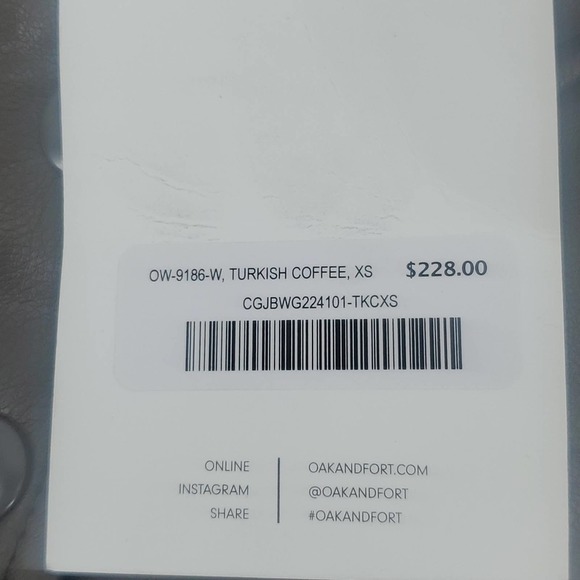 OW-9186-W, TURKISH COFFEE, XS $228.00
CGJBWG224101-TKCXS
ONLINE OAKANDFORT.COM
INSTAGRAM @OAKANDFORT
SHARE #OAKANDFORT